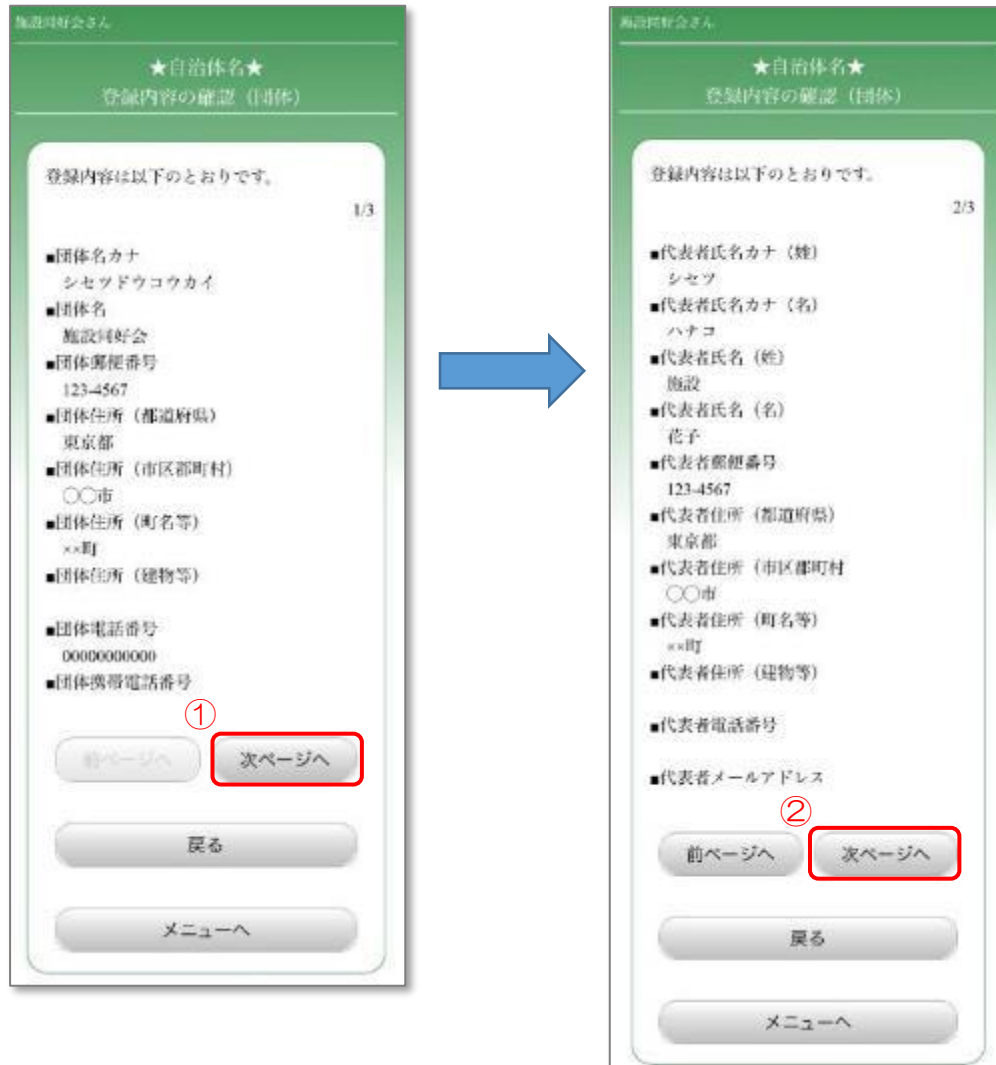 施設同好会さん
★自治体名★
登録内容の確認（団体）
登録内容は以下のとおりです。
1/3
■団体名カナ
シセツドウコウカイ
■団体名
施設同好会
■団体郵便番号
123-4567
■団体住所（都道府県）
東京都
■団体住所（市区郡町村）
〇〇市
■団体住所（町名等）
××町
■団体住所（建物等）
■団体電話番号
00000000000
■団体携帯電話番号
①
前ページへ
次ページへ
戻る
メニューへ
施設同好会さん
★自治体名★
登録内容の確認（団体）
登録内容は以下のとおりです。
2/3
■代表者氏名カナ（姓）
シセツ
■代表者氏名カナ（名）
ハナコ
■代表者氏名（姓）
施設
■代表者氏名（名）
花子
■代表者郵便番号
123-4567
■代表者住所（都道府県）
東京都
■代表者住所（市区郡町村
〇〇市
■代表者住所（町名等）
××町
■代表者住所（建物等）
■代表者電話番号
■代表者メールアドレス
②
前ページへ
次ページへ
戻る
メニューへ